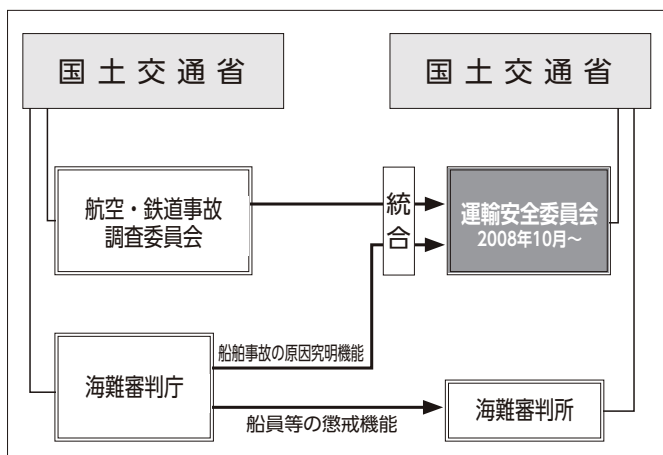 国土交通省
国土交通省
航空・鉄道事故
調査委員会
統合
運輸安全委員会
2008年10月~
船舶事故の原因究明機能
海難審判庁
船員等の懲戒機能
海難審判所